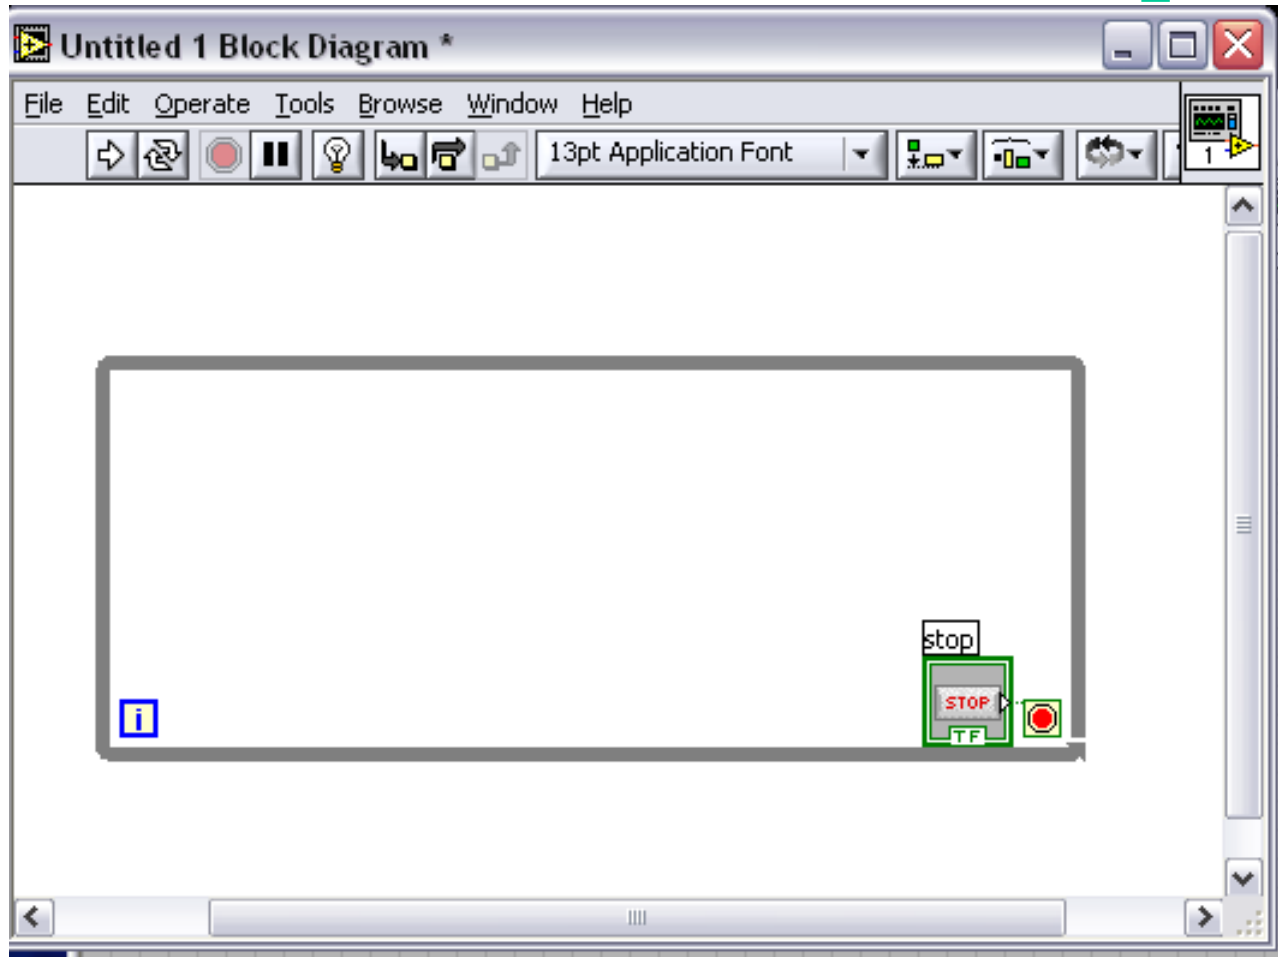 Untitled 1 Block Diagram *
File Edit Operate Tools Browse Window Help
13pt Application Font
1
stop
STOP
TF
i